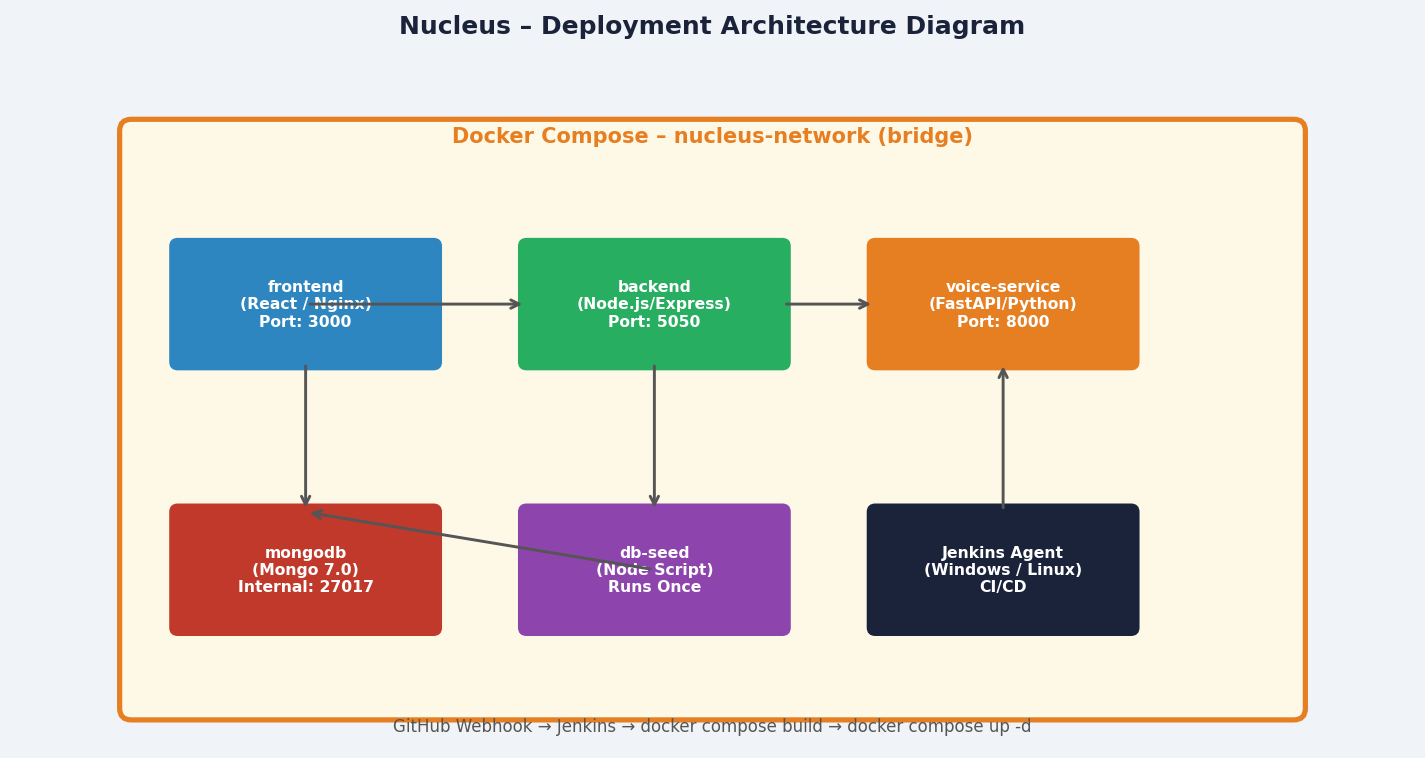 Nucleus – Deployment Architecture Diagram
Docker Compose – nucleus-network (bridge)
frontend
(React / Nginx)
Port: 3000
backend
(Node.js/Express)
Port: 5050
voice-service
(FastAPI/Python)
Port: 8000
mongodb
(Mongo 7.0)
Internal: 27017
db-seed
(Node Script)
Runs Once
Jenkins Agent
(Windows / Linux)
CI/CD
GitHub Webhook → Jenkins → docker compose build → docker compose up -d